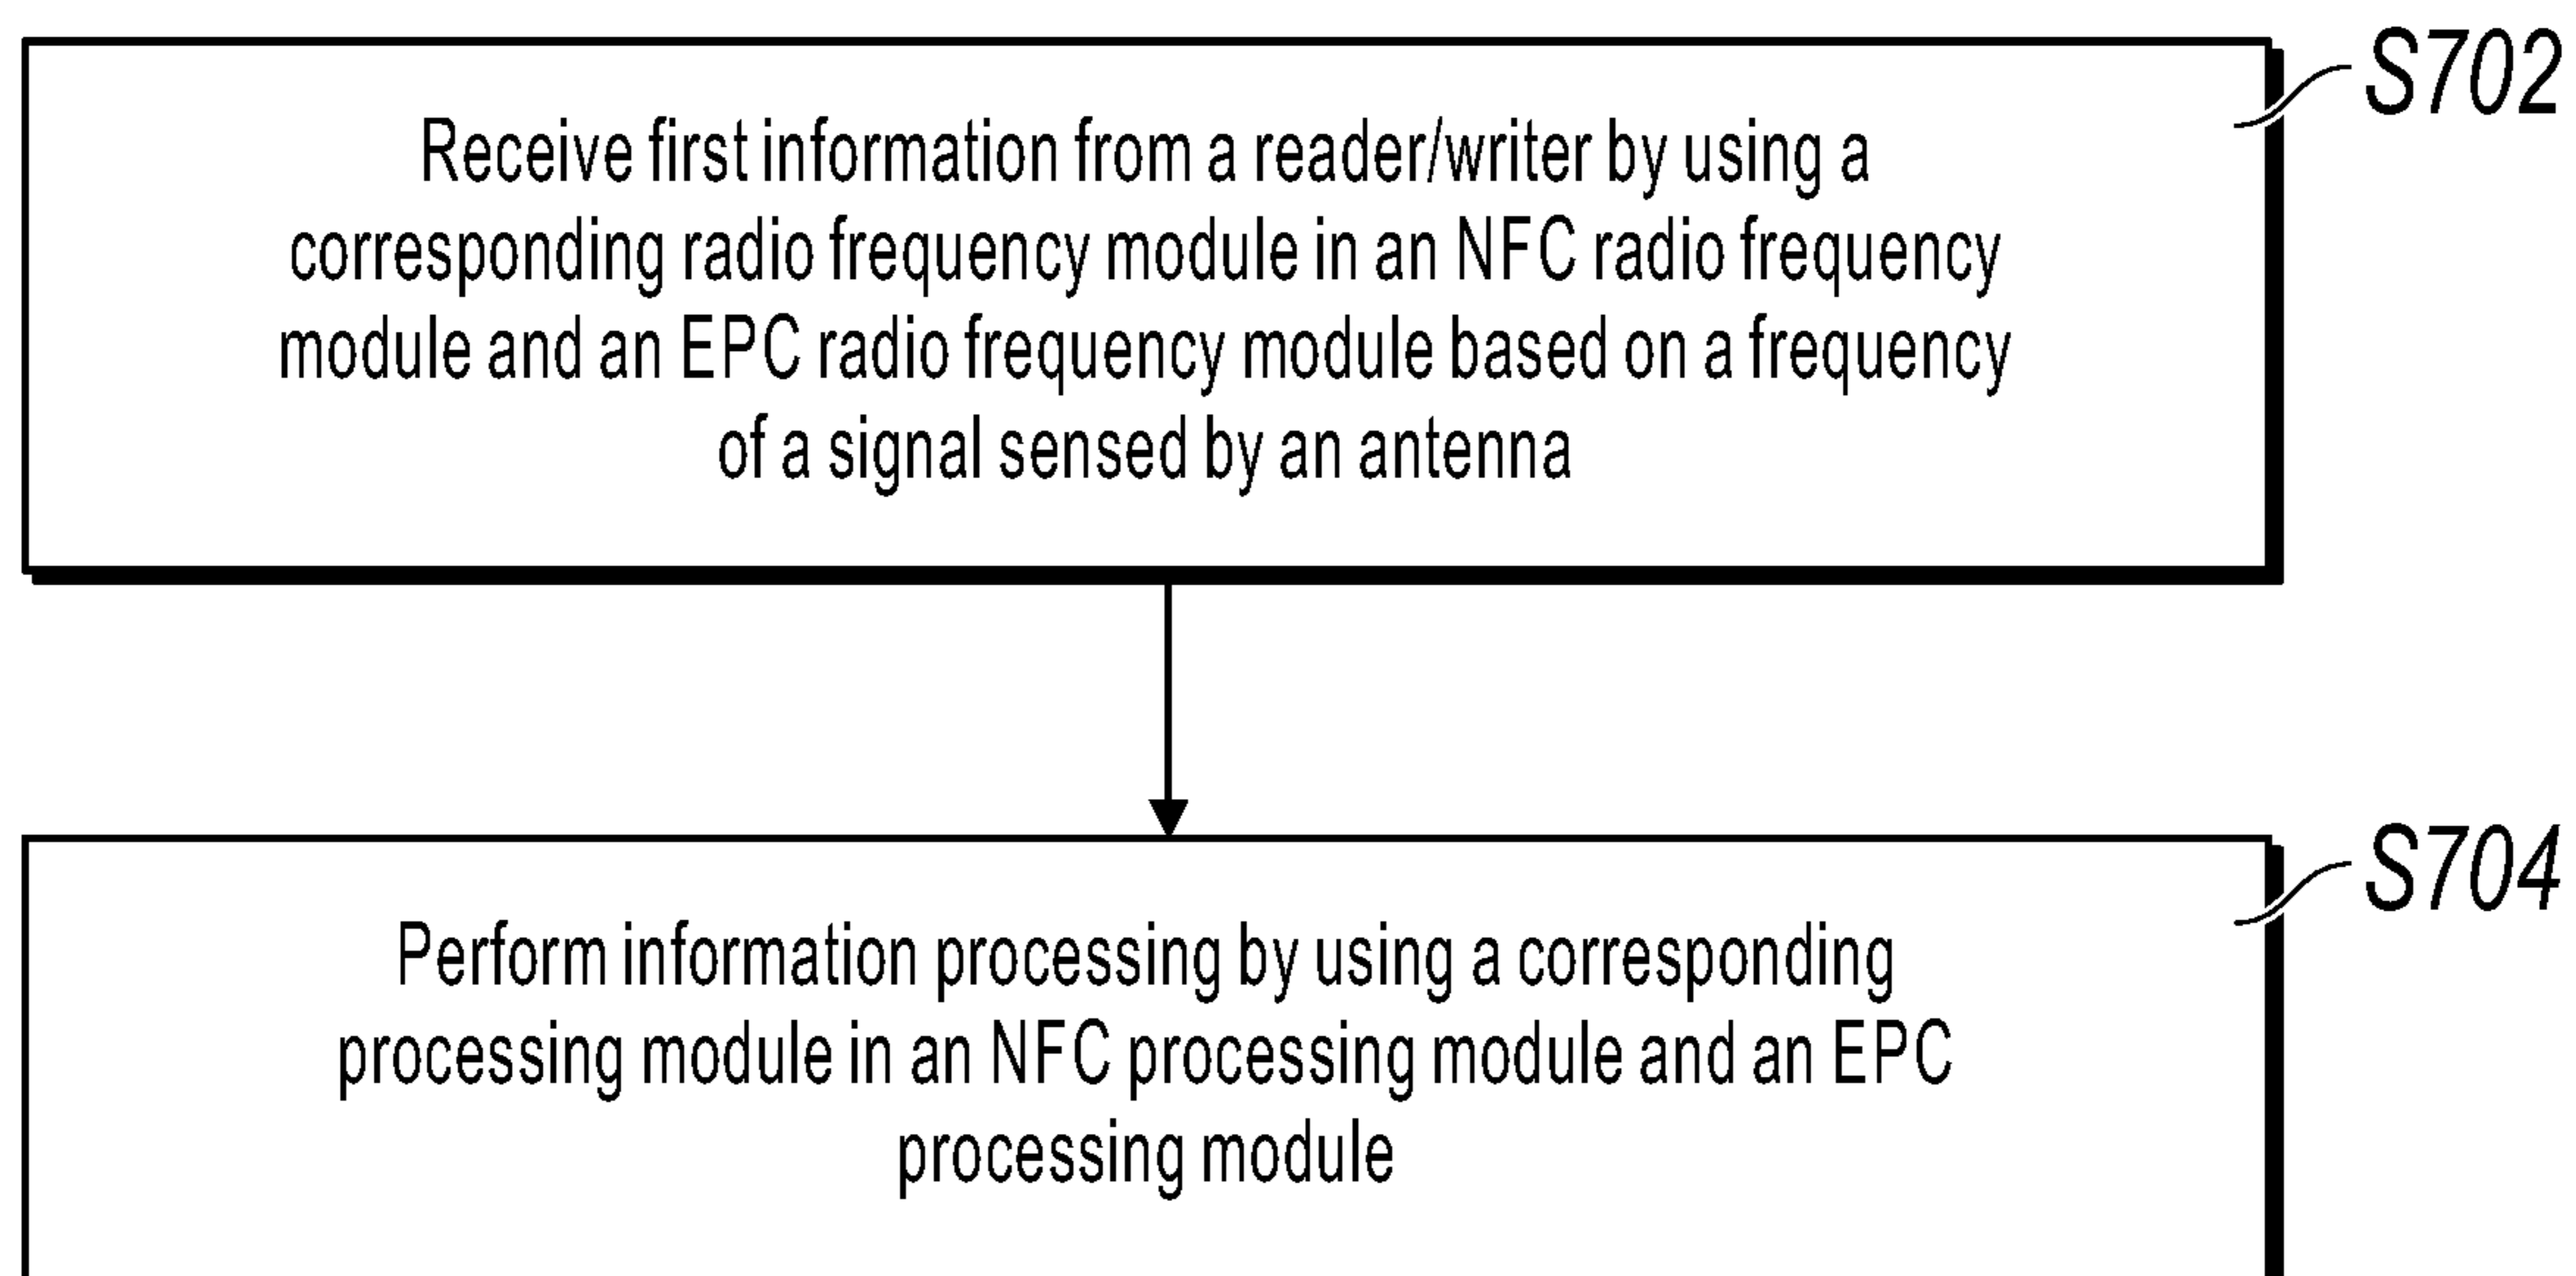 S702
Receive first information from a reader/writer by using a
corresponding radio frequency module in an NFC radio frequency
module and an EPC radio frequency module based on a frequency
of a signal sensed by an antenna
S704
Perform information processing by using a corresponding
processing module in an NFC processing module and an EPC
processing module